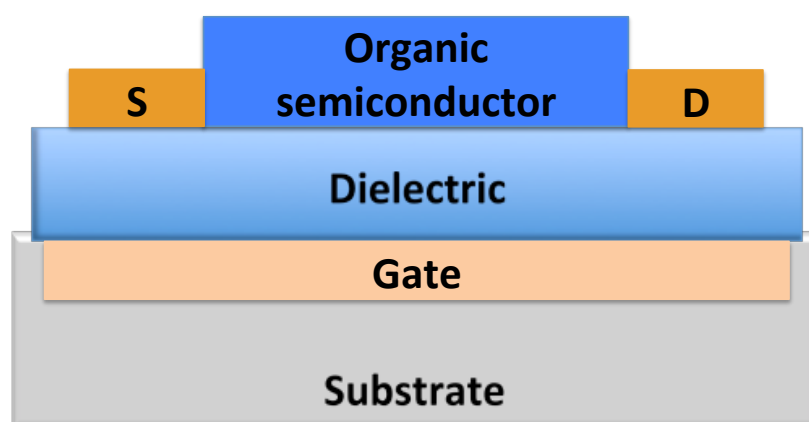 Organic
semiconductor
S
D
Dielectric
Gate
Substrate